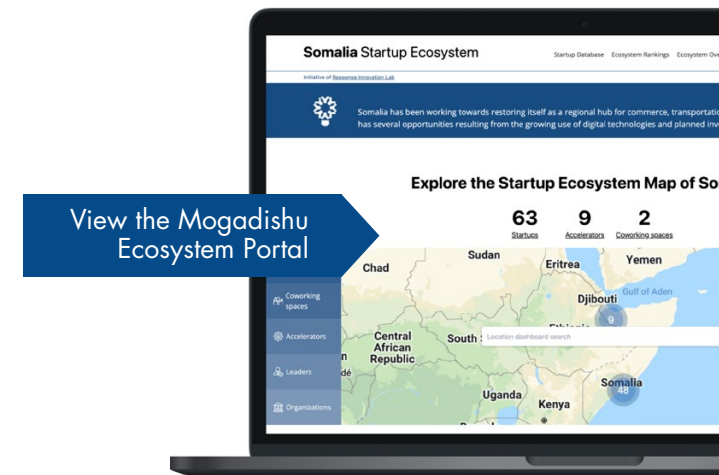 Somalia Startup Ecosystem
Startup Database Ecosystem Rankings Ecosystem
Initiative of Response Innovation Lab
Somalia has been working towards restoring itself as a regional hub for commerce,
has several opportunities resulting from the growing use of digital technologies and planned
Explore the Startup Ecosystem Map of
63 9 2
Startups Accelerators Coworking spaces
View the Mogadishu
Ecosystem Portal
Chad
Sudan
Eritrea
Yemen
Gulf of Aden
Djibouti
9
Coworking
spaces
Accelerators
Central
African
Republic
South
Location dashboard search
Leaders
Uganda
Kenya
Somalia
48
Organizations